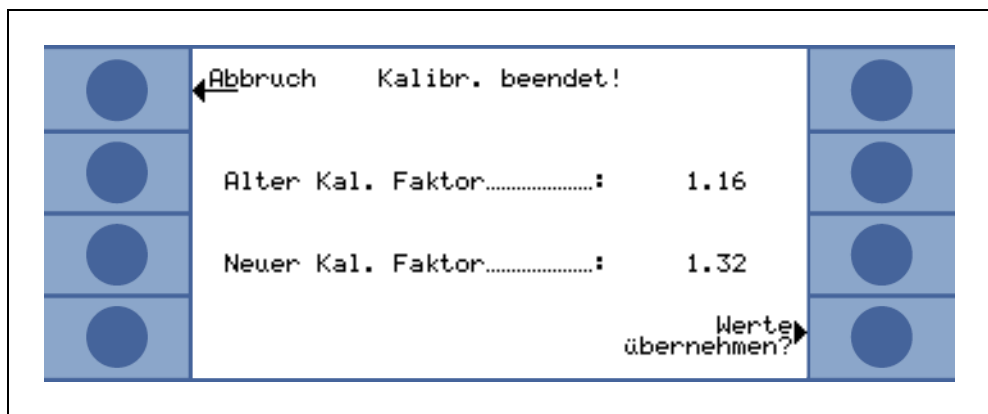 Abbruch Kalibr. beendet!
Alter Kal. Faktor....................: 1.16
Neuer Kal. Faktor....................: 1.32
Werte
übernehmen?